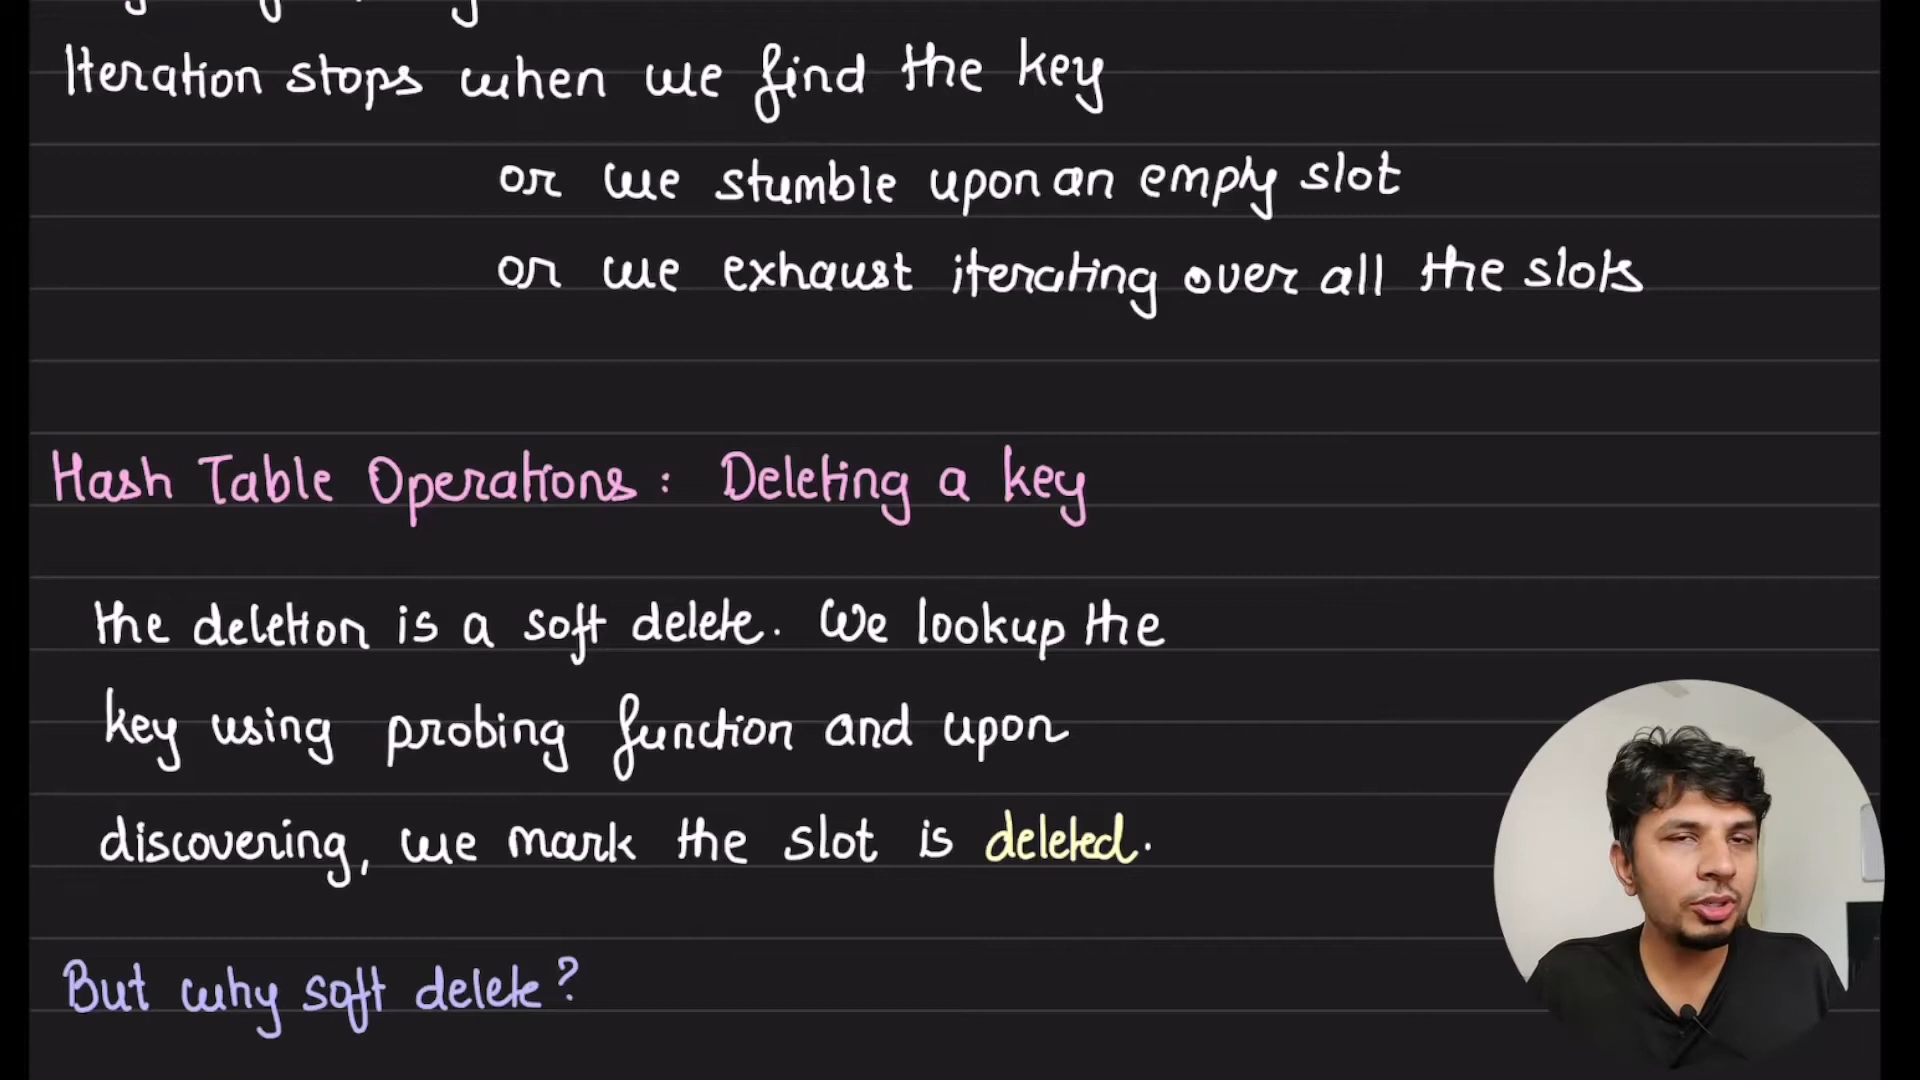 Iteration stops when we find the key
or we stumble upon an empty slot
or we exhaust iterating over all the slots
Hash Table Operations: Deleting a key
the deletion is a soft delete. We lookup the
key using probing function and upon
discovering, we mark the slot is deleted.
But why soft delete?